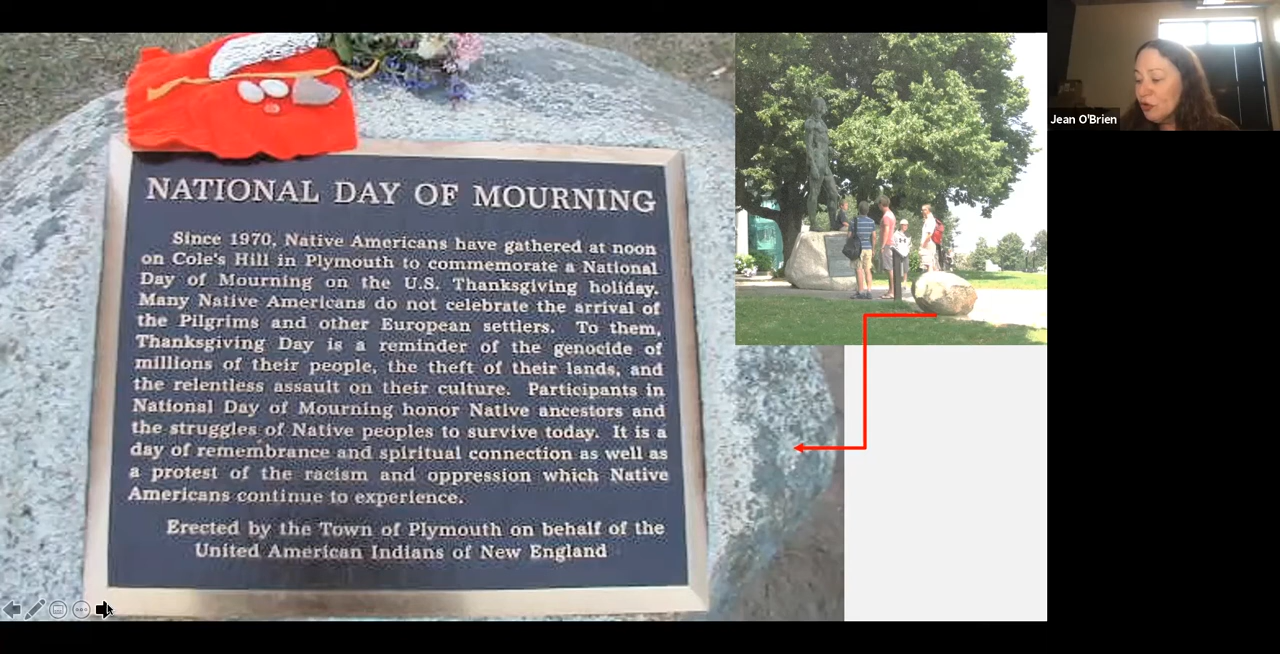 NATIONAL DAY OF MOURNING
Since 1970, Native Americans have gathered at noon
on Cole's Hill in Plymouth to commemorate a National
Day of Mourning on the U.S. Thanksgiving holiday.
Many Native Americans do not celebrate the arrival of
the Pilgrims and other European settlers. To them,
Thanksgiving Day is a reminder of the genocide of
millions of their people, the theft of their lands, and
the relentless assault on their culture. Participants in
National Day of Mourning honor Native ancestors and
the struggles of Native peoples to survive today. It is a
day of remembrance and spiritual connection as well as
a protest of the racism and oppression which Native
Americans continue to experience.
Erected by the Town of Plymouth on behalf of the
United American Indians of New England
Jean O'Brien